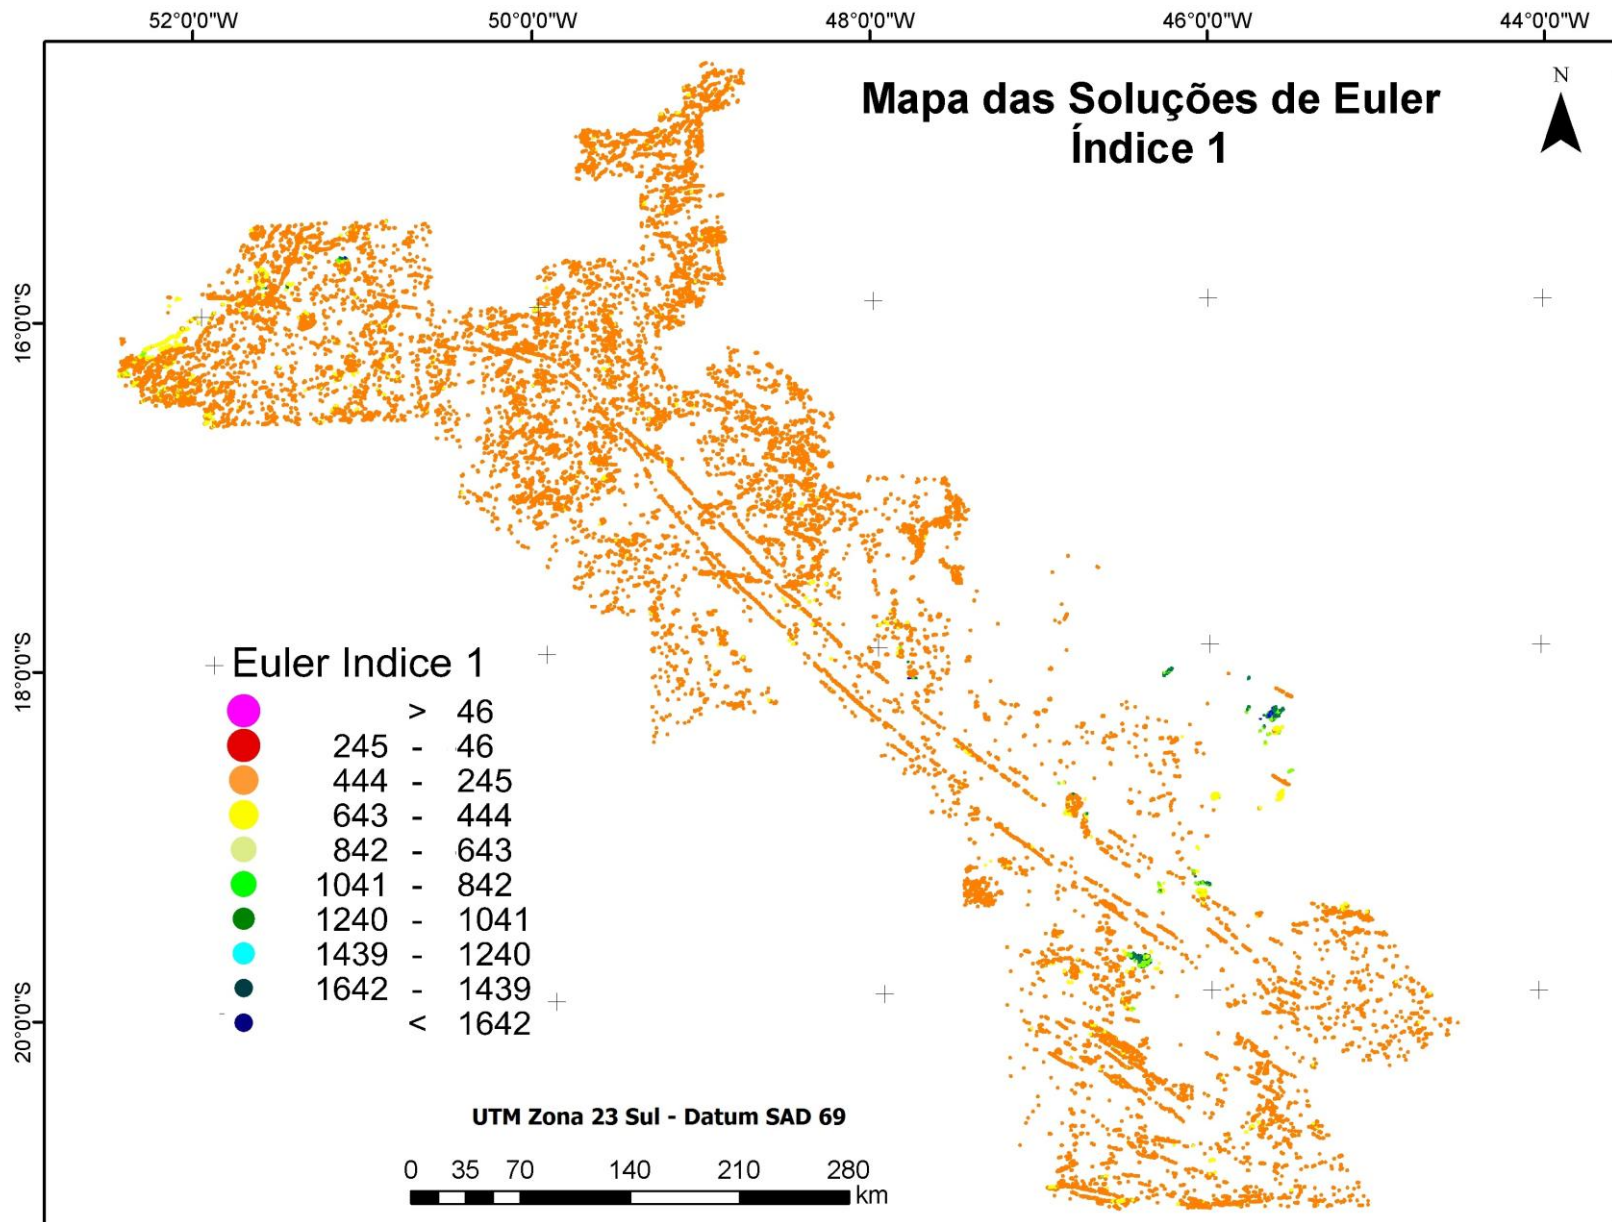 52°0'0"W 50°0'0"W 48°0'0"W 46°0'0"W 44°0'0"W
Mapa das Soluções de Euler
Índice 1
N
16°0'0"S
18°0'0"S
20°0'0"S
Euler Indice 1
> 46
245 - 46
444 - 245
643 - 444
842 - 643
1041 - 842
1240 - 1041
1439 - 1240
1642 - 1439
< 1642
UTM Zona 23 Sul - Datum SAD 69
0 35 70 140 210 280
km